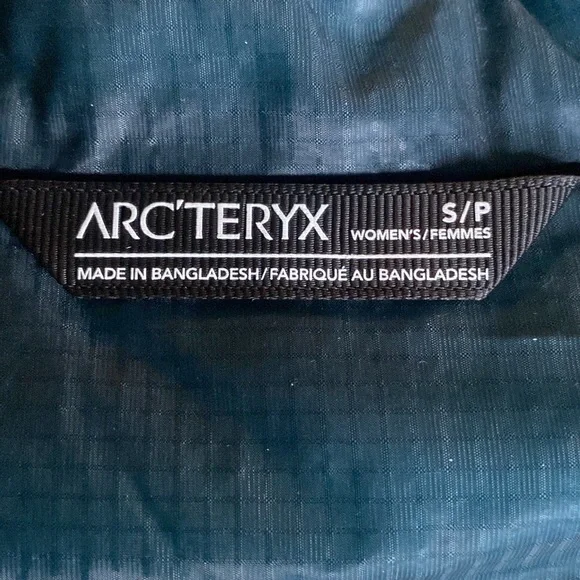 ARC'TERYX S/P
WOMEN'S/FEMMES
MADE IN BANGLADESH/FABRIQUÉ AU BANGLADESH